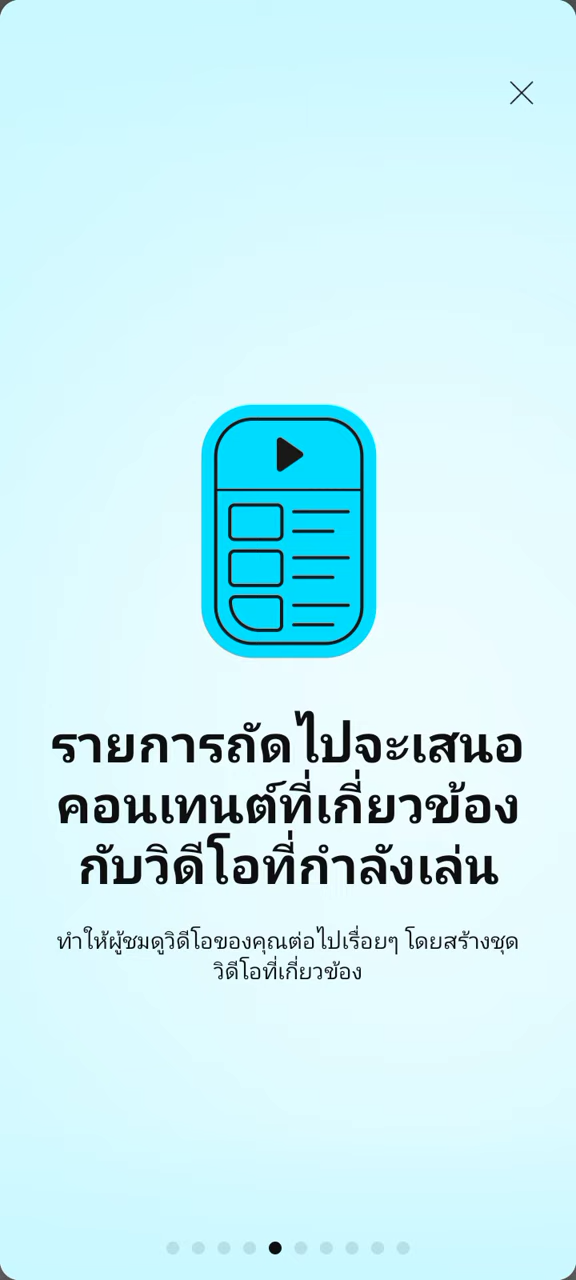 รายการถัดไปจะเสนอ
คอนเทนต์ที่เกี่ยวข้อง
กับวิดีโอที่กำลังเล่น
ทำให้ผู้ชมดูวิดีโอของคุณต่อไปเรื่อยๆ โดยสร้างชุด
วิดีโอที่เกี่ยวข้อง